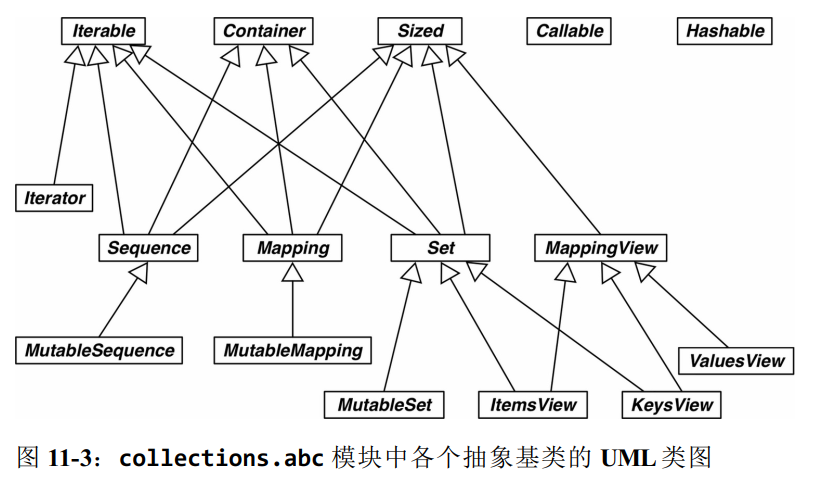 Iterable Container Sized Callable Hashable
Iterator
Sequence Mapping Set MappingView
MutableSequence MutableMapping ValuesView
MutableSet ItemsView KeysView
图 11-3：collections.abc 模块中各个抽象基类的 UML 类图